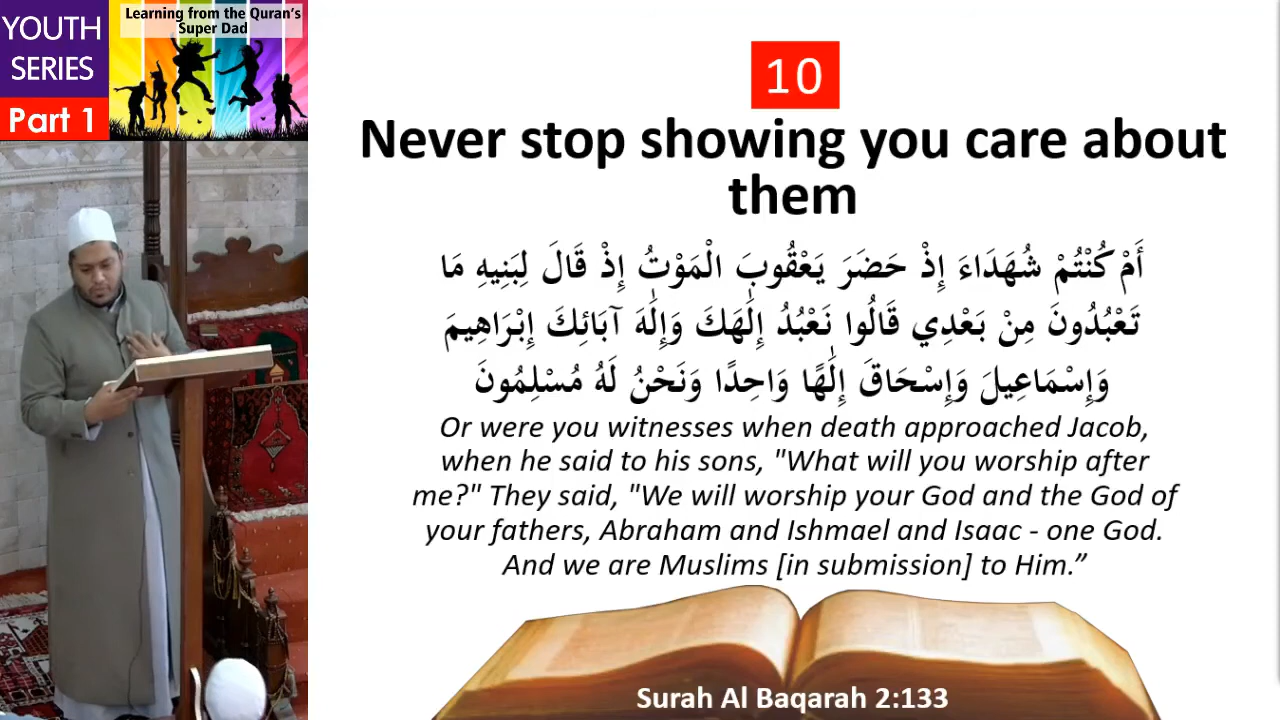 YOUTH
SERIES
Part 1
Learning from the Quran's
Super Dad
10
Never stop showing you care about
them
أَمْ كُنْتُمْ شُهَدَاءَ إِذْ حَضَرَ يَعْقُوبَ الْمَوْتُ إِذْ قَالَ لِبَنِيهِ مَا
تَعْبُدُونَ مِنْ بَعْدِي قَالُوا نَعْبُدُ إِلَٰهَكَ وَإِلَٰهَ آبَائِكَ إِبْرَاهِيمَ
وَإِسْمَاعِيلَ وَإِسْحَاقَ إِلَٰهًا وَاحِدًا وَنَحْنُ لَهُ مُسْلِمُونَ
Or were you witnesses when death approached Jacob,
when he said to his sons, "What will you worship after
me?" They said, "We will worship your God and the God of
your fathers, Abraham and Ishmael and Isaac - one God.
And we are Muslims [in submission] to Him.”
Surah Al Baqarah 2:133